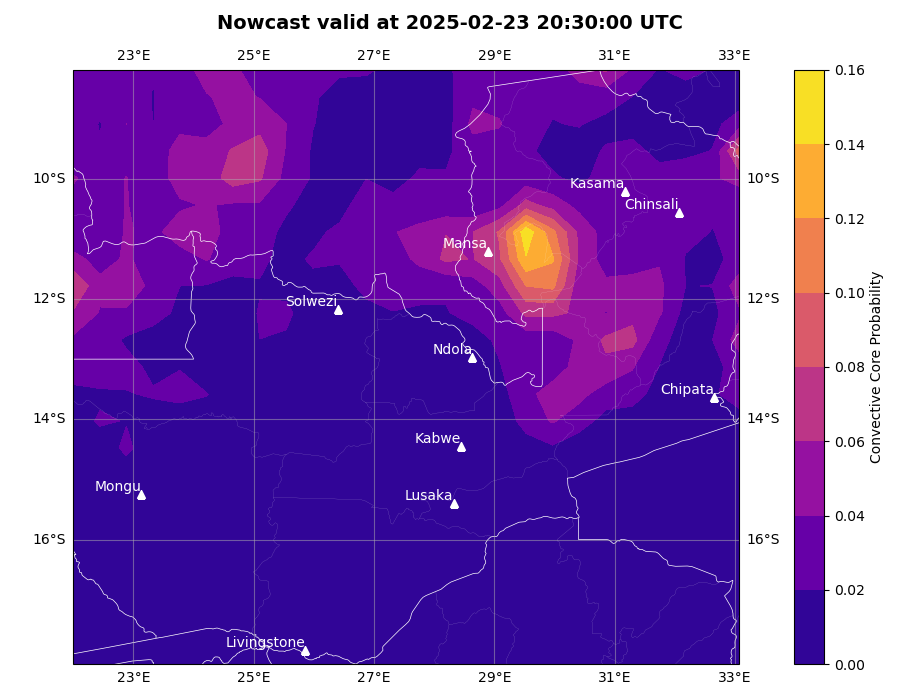 Nowcast valid at 2025-02-23 20:30:00 UTC
23°E 25°E 27°E 29°E 31°E 33°E
0.16
0.14
0.12
0.10
0.08
0.06
0.04
0.02
0.00
Convective Core Probability
10°S 10°S
12°S 12°S
14°S 14°S
16°S 16°S
Kasama
Chinsali
Mansa
Solwezi
Ndola
Chipata
Kabwe
Mongu
Lusaka
Livingstone
23°E 25°E 27°E 29°E 31°E 33°E